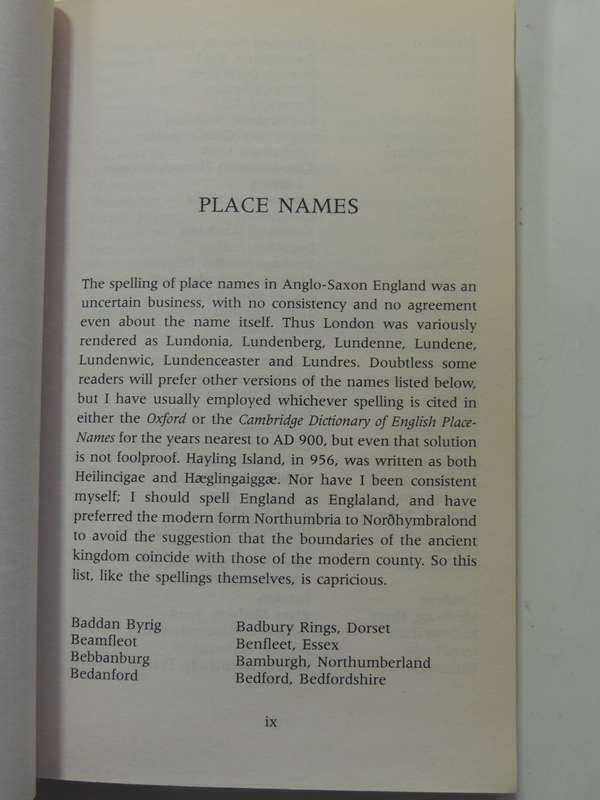 PLACE NAMES
The spelling of place names in Anglo-Saxon England was an
uncertain business, with no consistency and no agreement
even about the name itself. Thus London was variously
rendered as Lundonia, Lundenberg, Lundenne, Lundene,
Lundenwic, Lundenceaster and Lundres. Doubtless some
readers will prefer other versions of the names listed below,
but I have usually employed whichever spelling is cited in
either the Oxford or the Cambridge Dictionary of English Place-
Names for the years nearest to AD 900, but even that solution
is not foolproof. Hayling Island, in 956, was written as both
Heilincigae and Hæglingaiggæ. Nor have I been consistent
myself; I should spell England as Englaland, and have
preferred the modern form Northumbria to Norðhymbralond
to avoid the suggestion that the boundaries of the ancient
kingdom coincide with those of the modern county. So this
list, like the spellings themselves, is capricious.
Baddan Byrig Badbury Rings, Dorset
Beamfleot Benfleet, Essex
Bebbanburg Bamburgh, Northumberland
Bedanford Bedford, Bedfordshire
ix